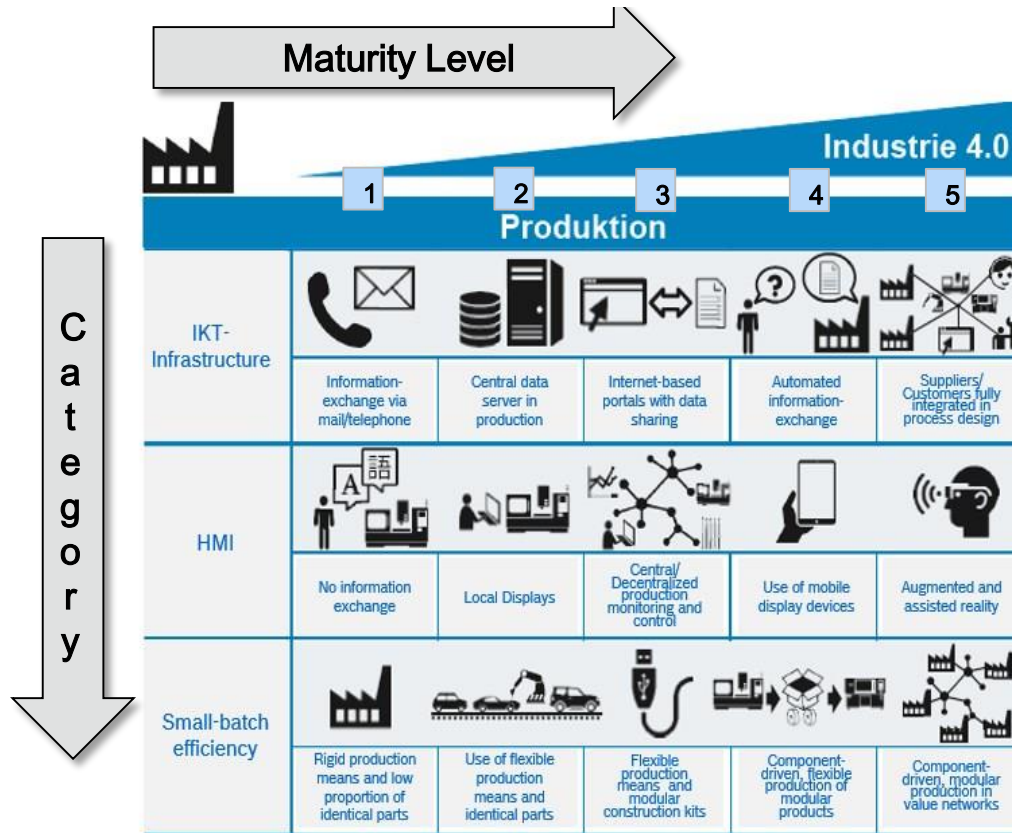 Maturity Level
Industrie 4.0
1
2
3
4
5
Produktion
Category
IKT-
Infrastructure
Information-
exchange via
mail/telephone
Central data
server in
production
Internet-based
portals with data
sharing
Automated
information-
exchange
Suppliers/
Customers fully
integrated in
process design
?
HMI
A
語
No information
exchange
Local Displays
Central/
Decentralized
production
monitoring and
control
Use of mobile
display devices
Augmented and
assisted reality
Small-batch
efficiency
Rigid production
means and low
proportion of
identical parts
Use of flexible
production
means and
identical parts
Flexible
production
means and
modular
construction kits
Component-
driven, flexible
production of
modular
products
Component-
driven, modular
production in
value networks